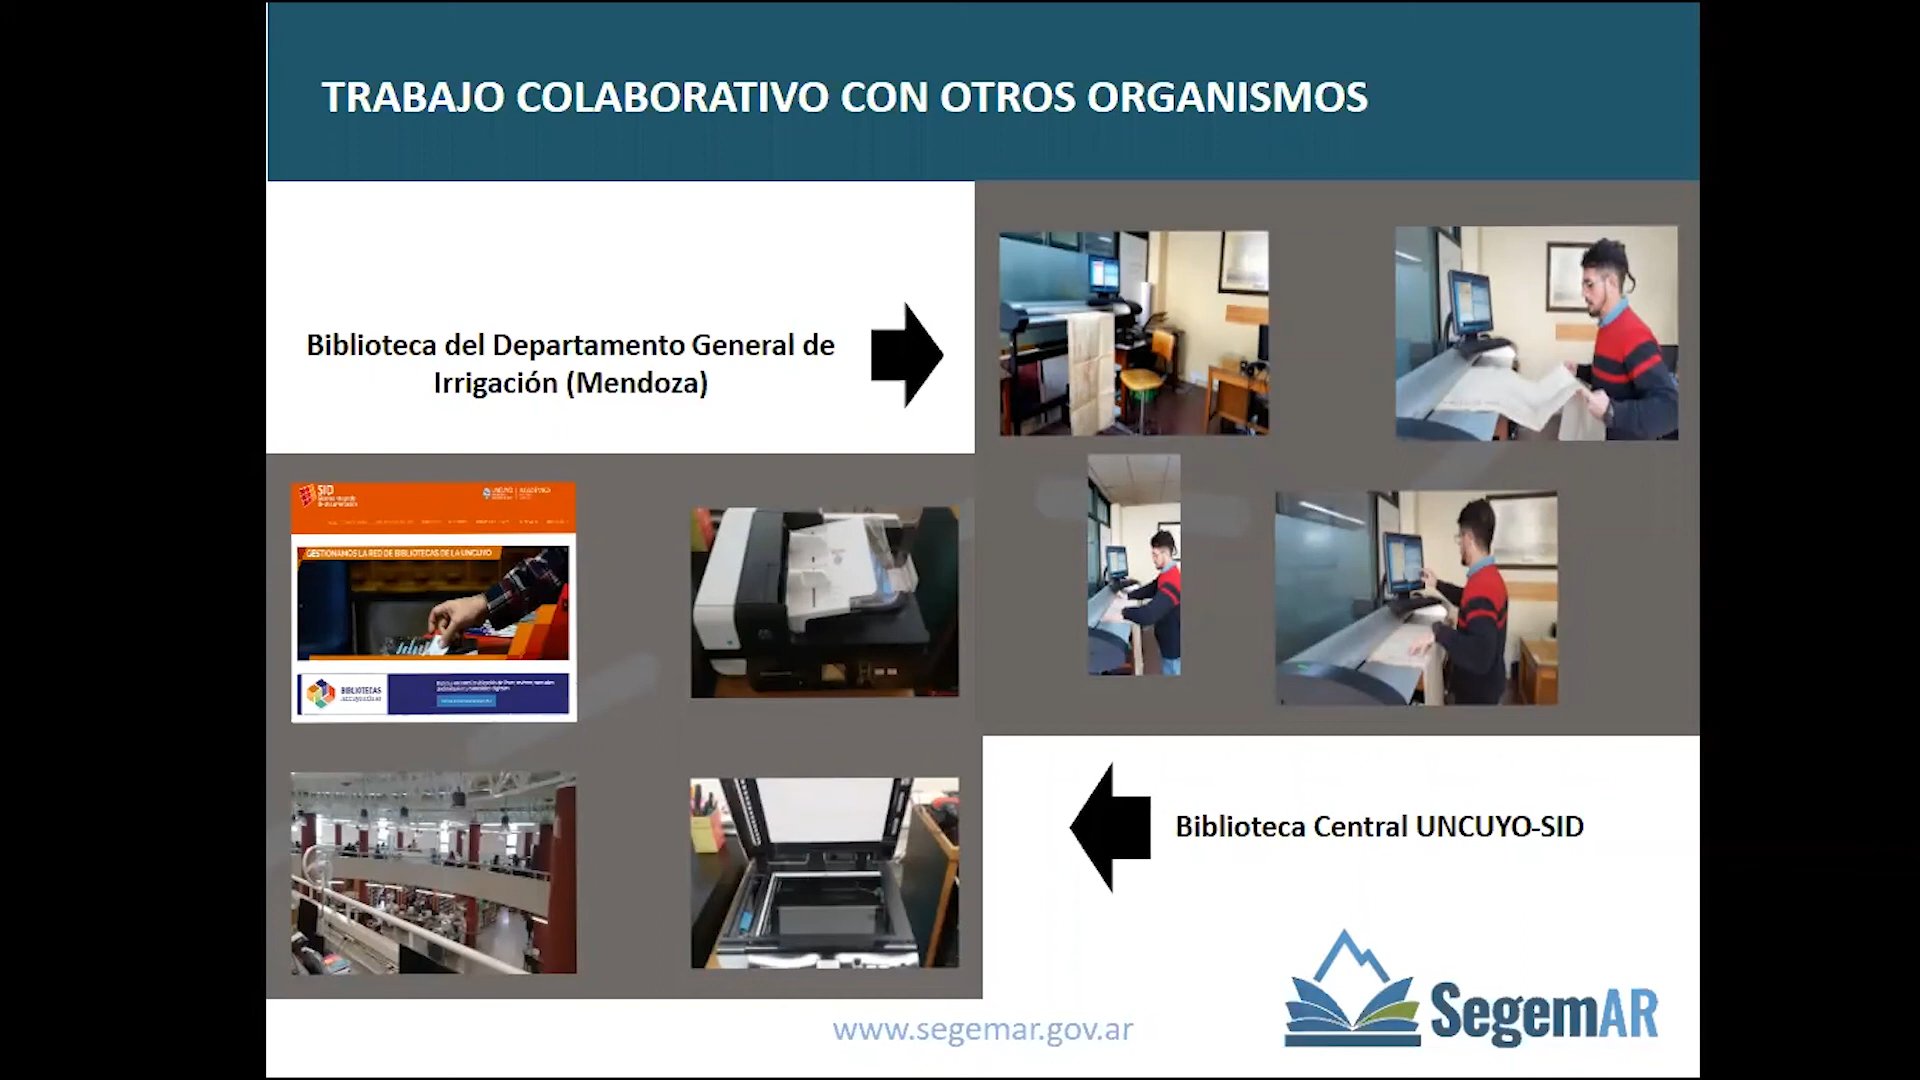 TRABAJO COLABORATIVO CON OTROS ORGANISMOS
Biblioteca del Departamento General de
Irrigación (Mendoza)
SID
GESTIONAMOS LA RED DE BIBLIOTECAS DE LA UNCUYO
BIBLIOTECAS
Biblioteca Central UNCUYO-SID
SegemAR
www.segemar.gov.ar